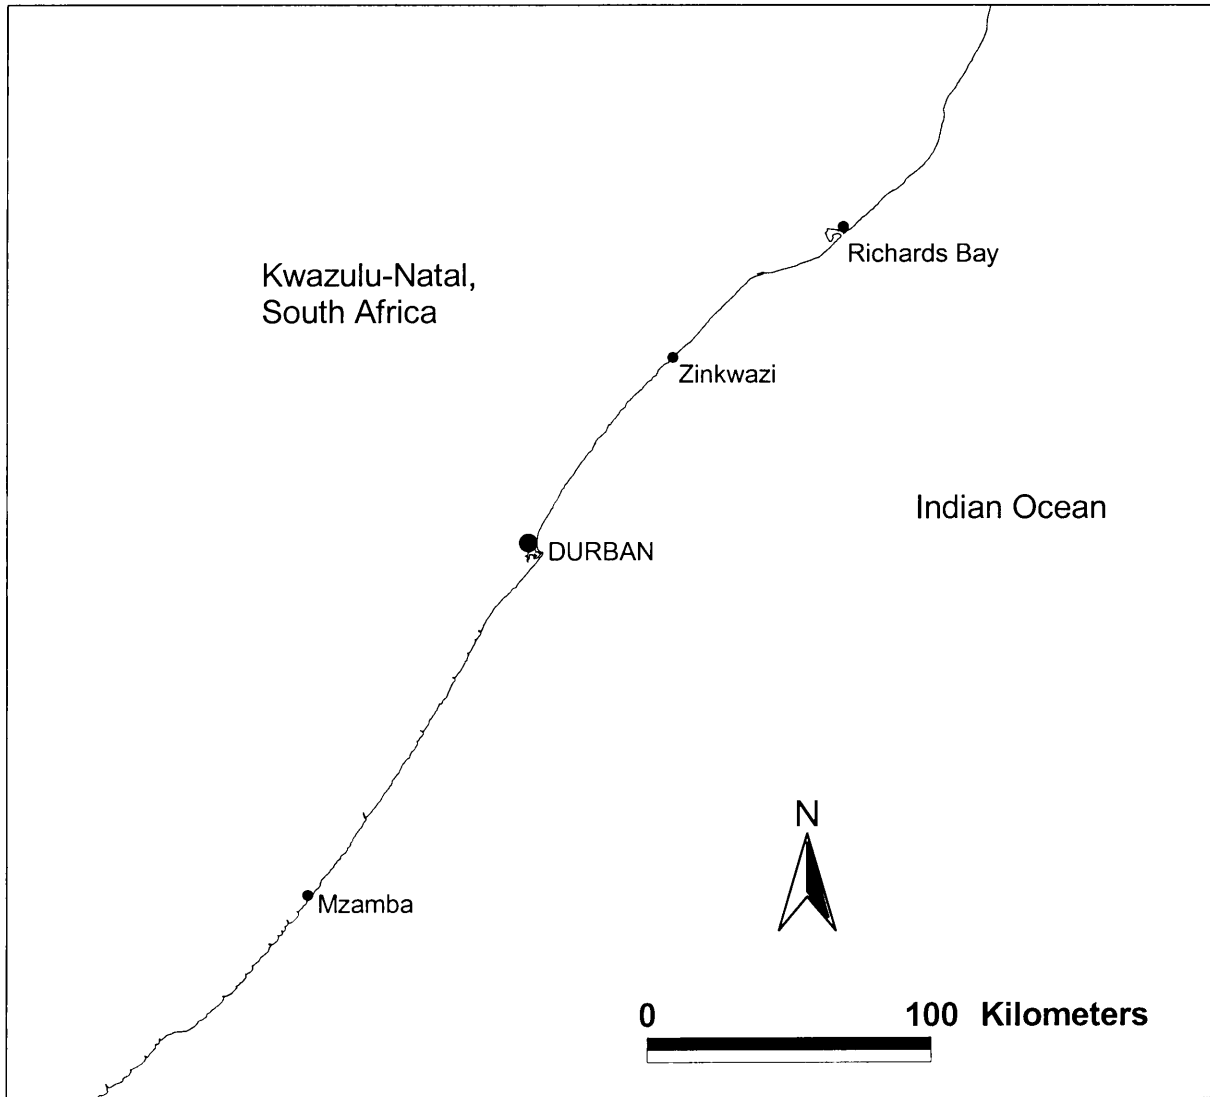 Richards Bay
Kwazulu-Natal,
South Africa
Zinkwazi
Indian Ocean
DURBAN
N
Mzamba
0 100 Kilometers